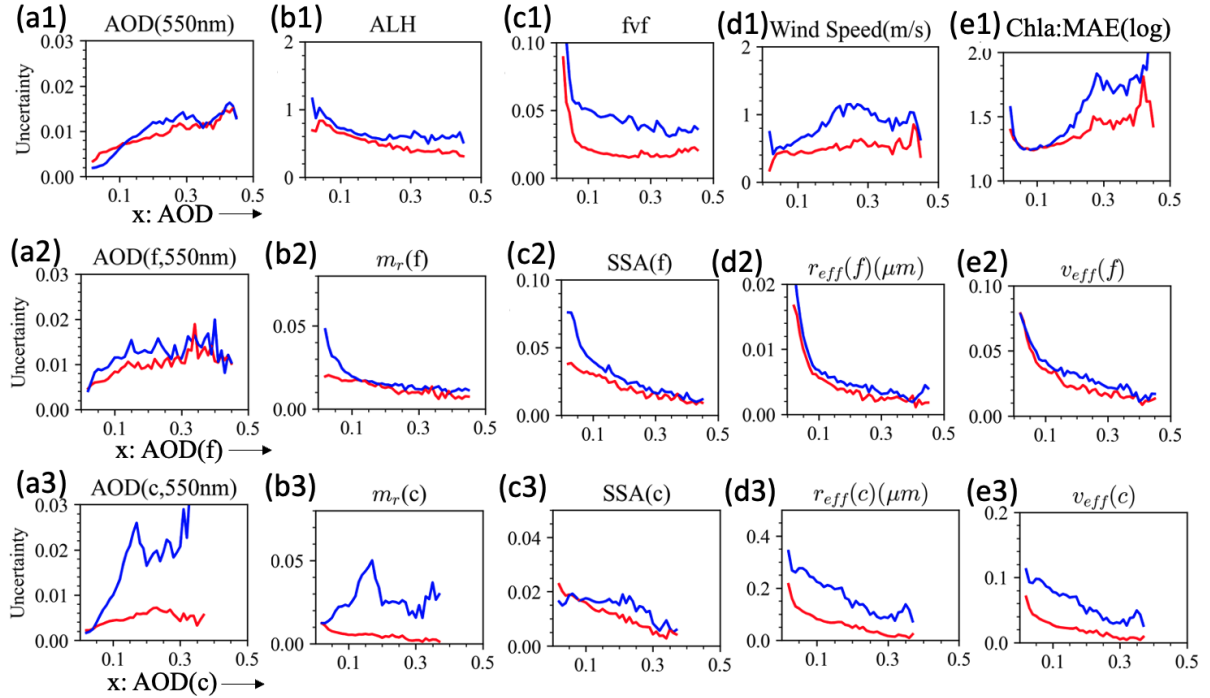 (a1) (b1) (c1) (d1) (e1)
AOD(550nm) ALH fvf Wind Speed(m/s) Chla:MAE(log)
0.03 2 0.10 2 2.0
0.02 0.05 1.5
0.01 1 1
0.00 0 0.00 0 1.0
Uncertainty
0.1 0.3 0.5 0.1 0.3 0.5 0.1 0.3 0.5 0.1 0.3 0.5 0.1 0.3 0.5
x: AOD
(a2) (b2) (c2) (d2) (e2)
AOD(f,550nm) m_r(f) SSA(f) r_eff(f)(μm) v_eff(f)
0.03 0.10 0.02 0.10
0.02 0.05 0.05 0.01 0.05
0.01
0.00 0.00 0.00 0.00 0.00
Uncertainty
0.1 0.3 0.5 0.1 0.3 0.5 0.1 0.3 0.5 0.1 0.3 0.5 0.1 0.3 0.5
x: AOD(f)
(a3) (b3) (c3) (d3) (e3)
AOD(c,550nm) m_r(c) SSA(c) r_eff(c)(μm) v_eff(c)
0.03 0.05 0.2
0.02 0.05 0.04 0.4 0.1
0.01 0.02 0.2
0.00 0.00 0.00 0.0 0.0
Uncertainty
0.1 0.3 0.5 0.1 0.3 0.5 0.1 0.3 0.5 0.1 0.3 0.5 0.1 0.3 0.5
x: AOD(c)